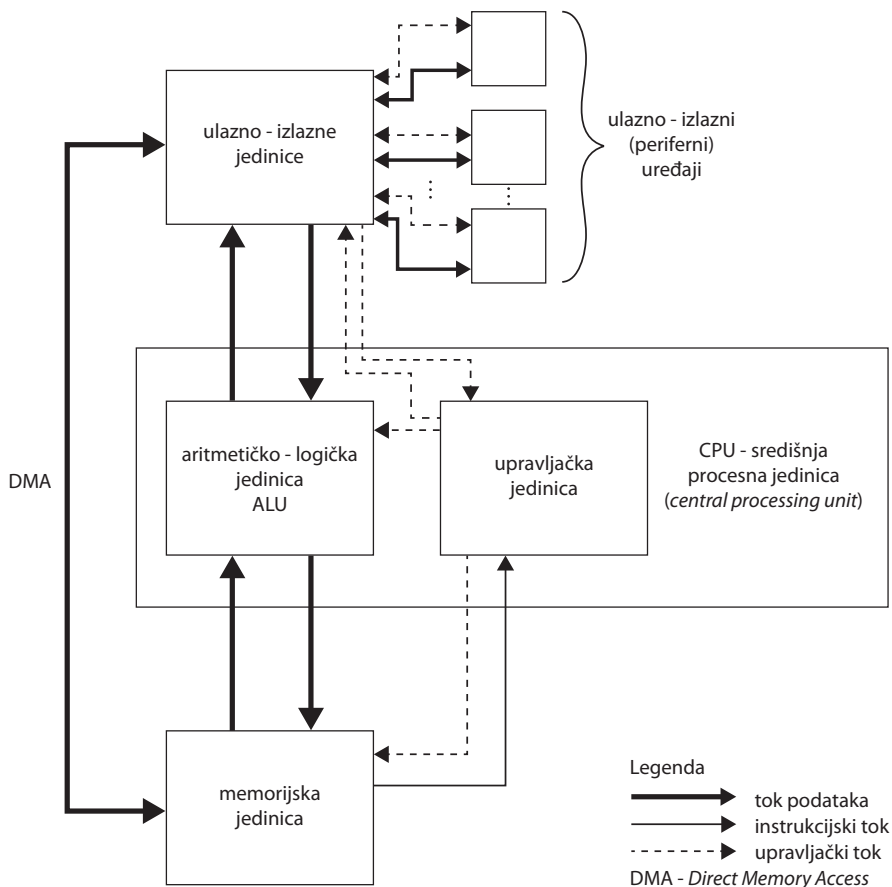 ulazno - izlazne
jedinice
ulazno - izlazni
(periferni)
uređaji
DMA
aritmetičko - logička
jedinica
ALU
upravljačka
jedinica
CPU - središnja
procesna jedinica
(central processing unit)
memorijska
jedinica
Legenda
tok podataka
instrukcijski tok
upravljački tok
DMA - Direct Memory Access